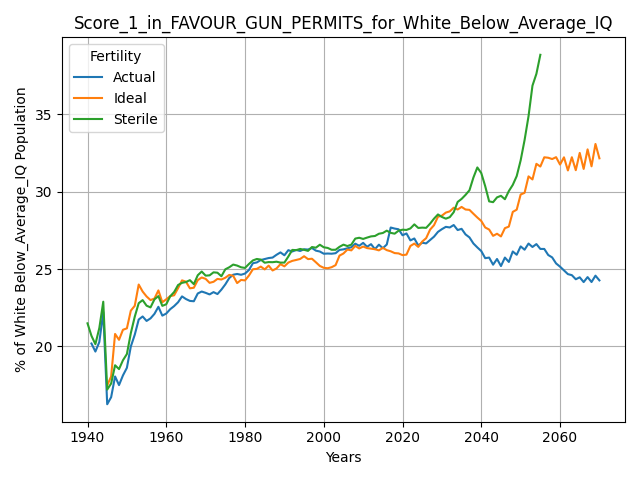 Score_1_in_FAVOUR_GUN_PERMITS_for_White_Below_Average_IQ
Fertility
Actual
Ideal
Sterile
% of White Below_Average_IQ Population
35
30
25
20
1940 1960 1980 2000 2020 2040 2060
Years